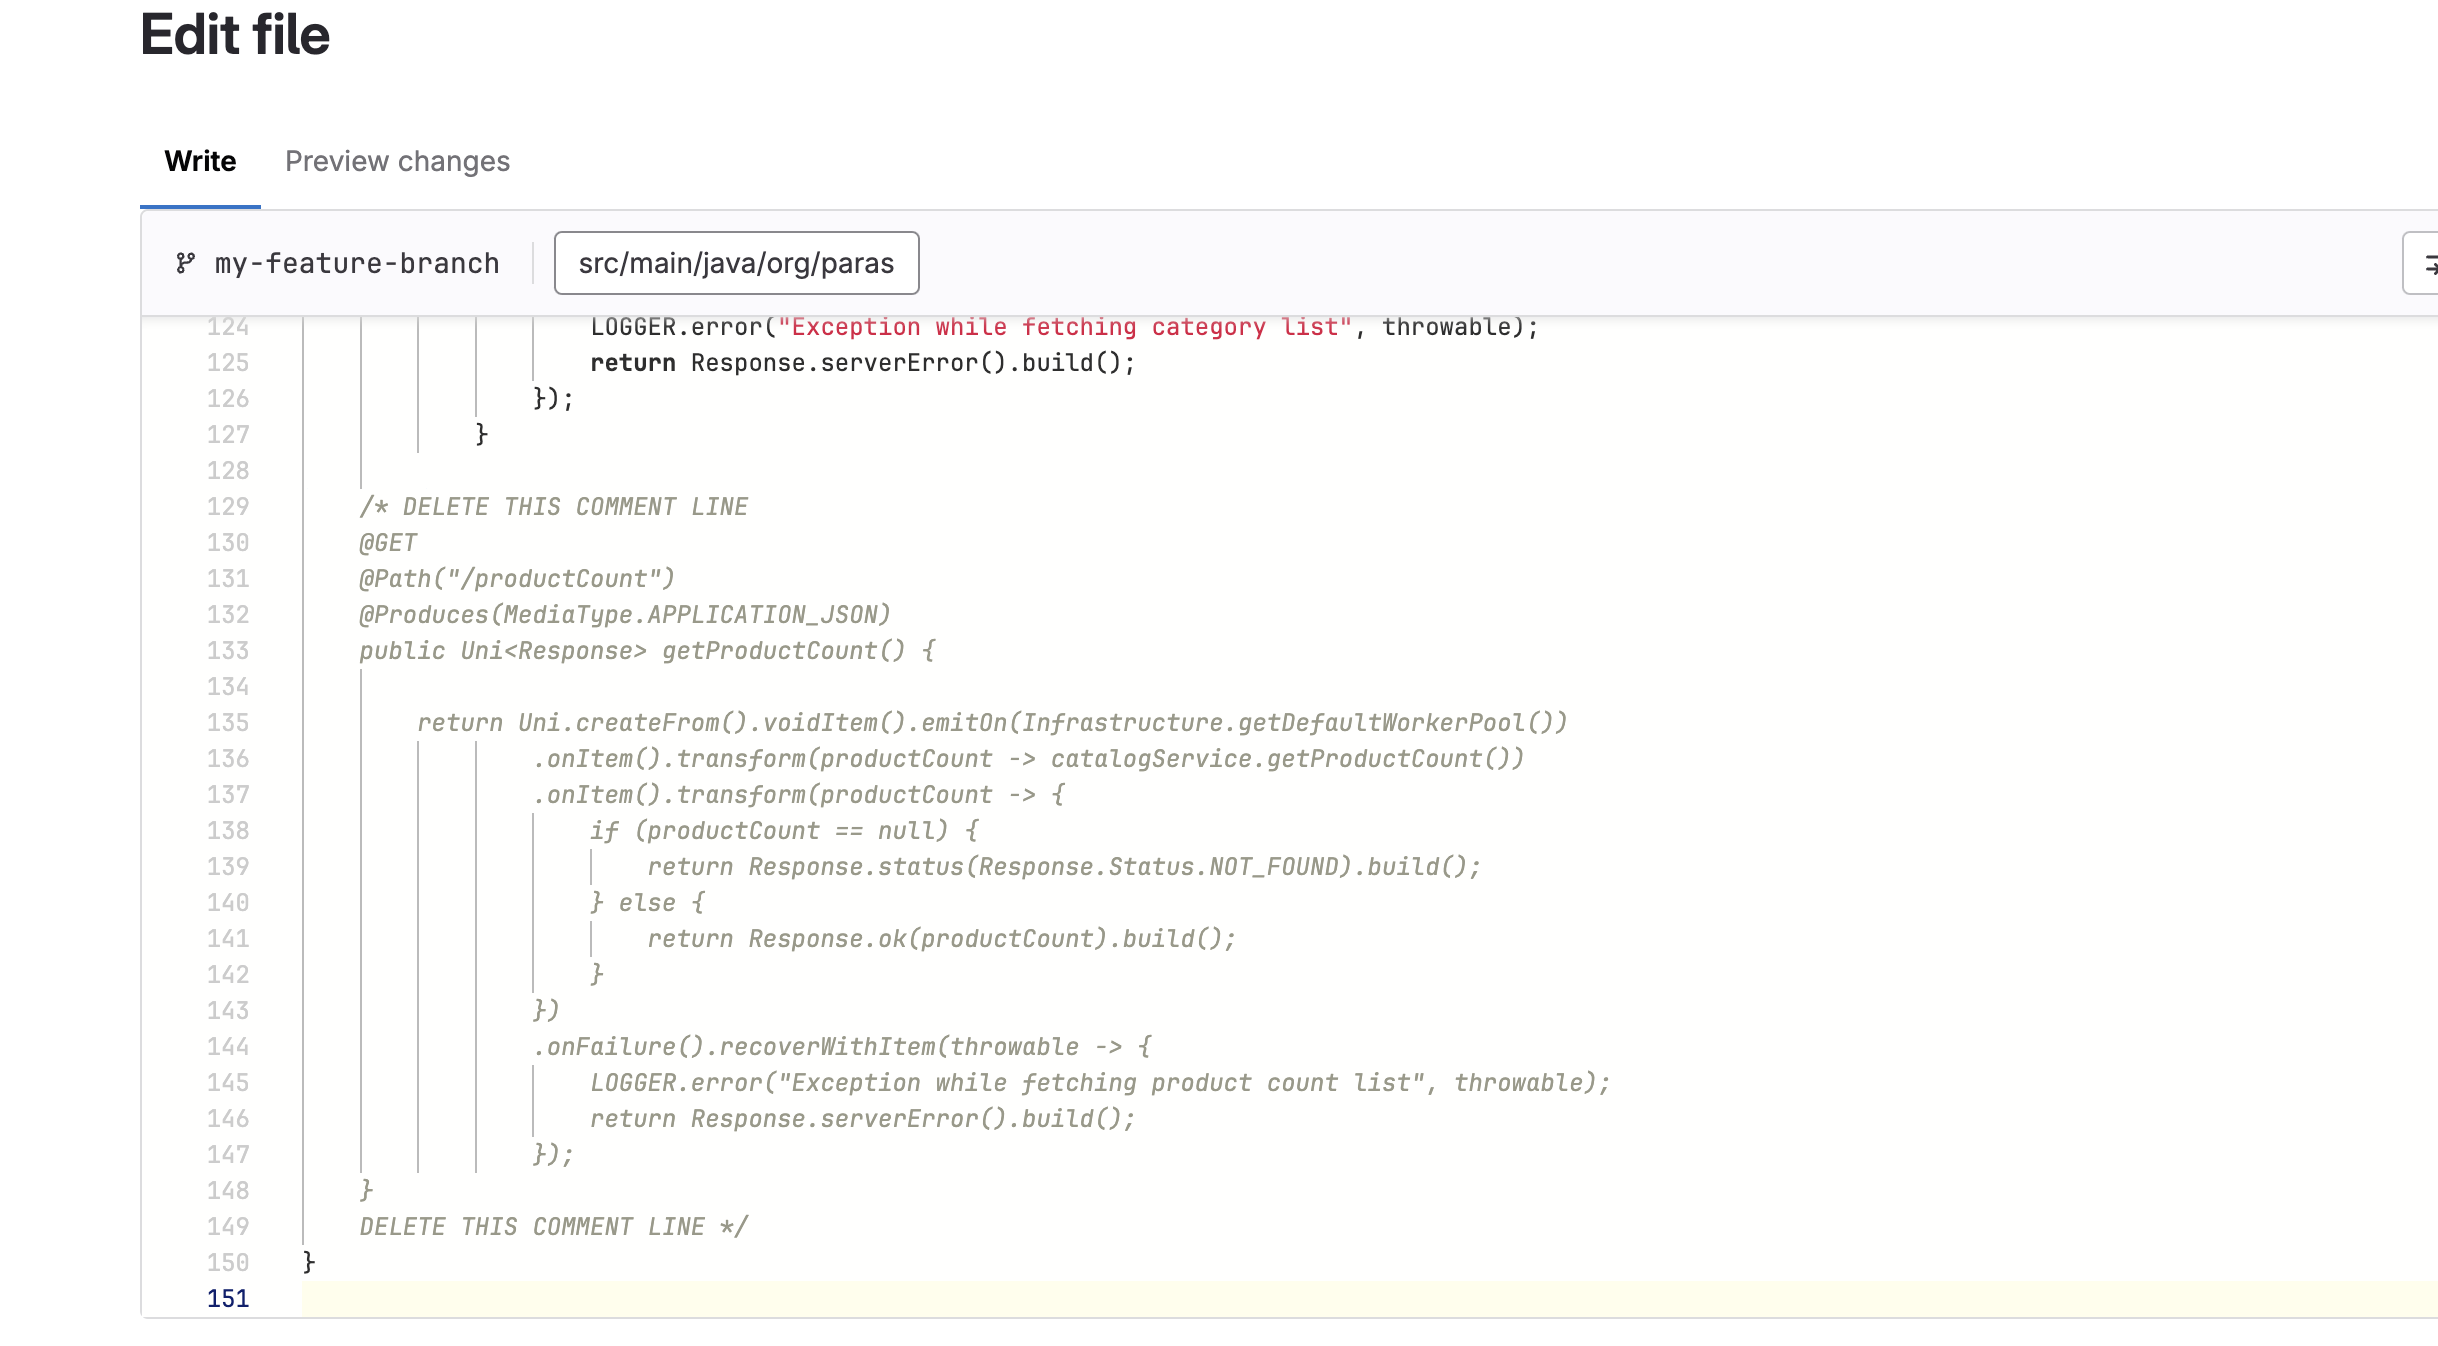 Edit file
Write Preview changes
my-feature-branch src/main/java/org/paras
124 LOGGER.error("Exception while fetching category list", throwable);
125 return Response.serverError().build();
126 });
127 }
128
129 /* DELETE THIS COMMENT LINE
130 @GET
131 @Path("/productCount")
132 @Produces(MediaType.APPLICATION_JSON)
133 public Uni<Response> getProductCount() {
134
135 return Uni.createFrom().voidItem().emitOn(Infrastructure.getDefaultWorkerPool())
136 .onItem().transform(productCount -> catalogService.getProductCount())
137 .onItem().transform(productCount -> {
138 if (productCount == null) {
139 return Response.status(Response.Status.NOT_FOUND).build();
140 } else {
141 return Response.ok(productCount).build();
142 }
143 })
144 .onFailure().recoverWithItem(throwable -> {
145 LOGGER.error("Exception while fetching product count list", throwable);
146 return Response.serverError().build();
147 });
148 }
149 DELETE THIS COMMENT LINE */
150 }
151